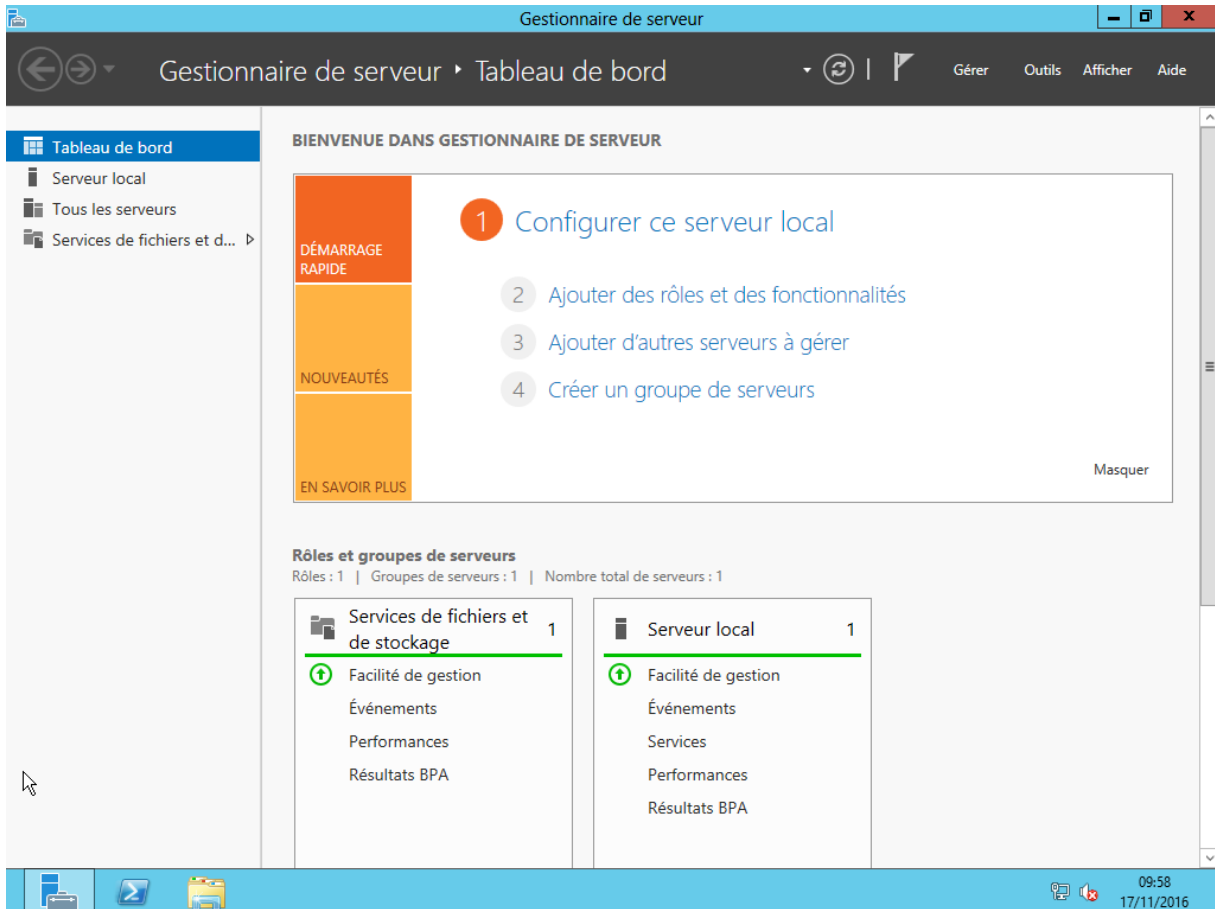 Gestionnaire de serveur
Gestionnaire de serveur Tableau de bord
Gérer Outils Afficher Aide
Tableau de bord
Serveur local
Tous les serveurs
Services de fichiers et d...
BIENVENUE DANS GESTIONNAIRE DE SERVEUR
DÉMARRAGE
RAPIDE
NOUVEAUTÉS
EN SAVOIR PLUS
1 Configurer ce serveur local
2 Ajouter des rôles et des fonctionnalités
3 Ajouter d'autres serveurs à gérer
4 Créer un groupe de serveurs
Masquer
Rôles et groupes de serveurs
Rôles : 1 | Groupes de serveurs : 1 | Nombre total de serveurs : 1
Services de fichiers et
de stockage
1
Facilité de gestion
Événements
Performances
Résultats BPA
Serveur local 1
Facilité de gestion
Événements
Services
Performances
Résultats BPA
09:58
17/11/2016